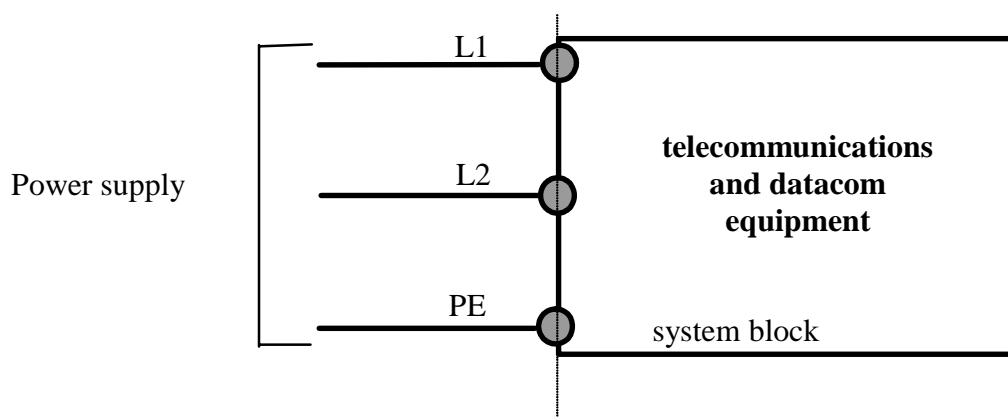 L1
telecommunications
and datacom
equipment
Power supply
L2
PE
system block